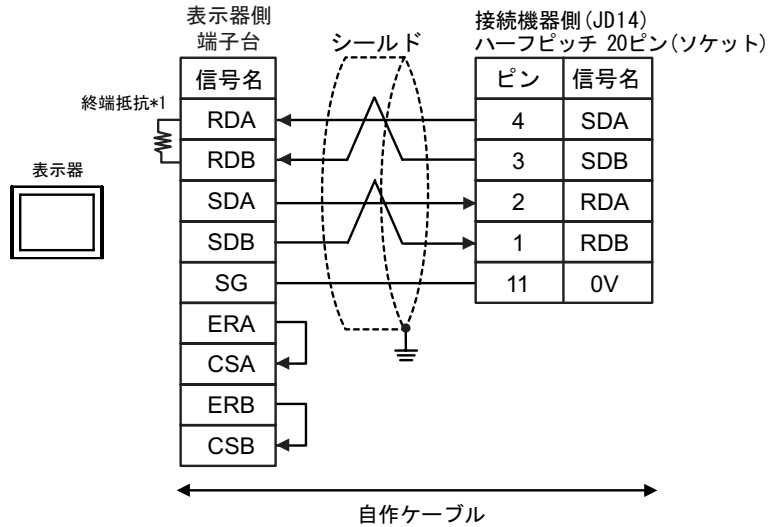 表示器側
端子台
シールド
接続機器側(JD14)
ハーフピッチ 20ピン(ソケット)
信号名
ピン 信号名
終端抵抗*1
RDA 4 SDA
RDB 3 SDB
表示器
SDA 2 RDA
SDB 1 RDB
SG 11 0V
ERA
CSA
ERB
CSB
自作ケーブル